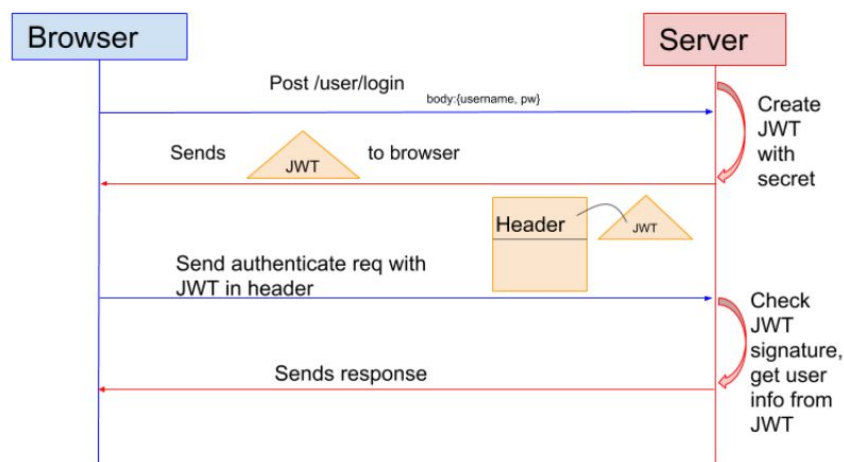 Browser
Server
Post /user/login
body:{username, pw}
Create
JWT
with
secret
Sends JWT to browser
Header
JWT
Send authenticate req with
JWT in header
Check
JWT
signature,
get user
info from
JWT
Sends response